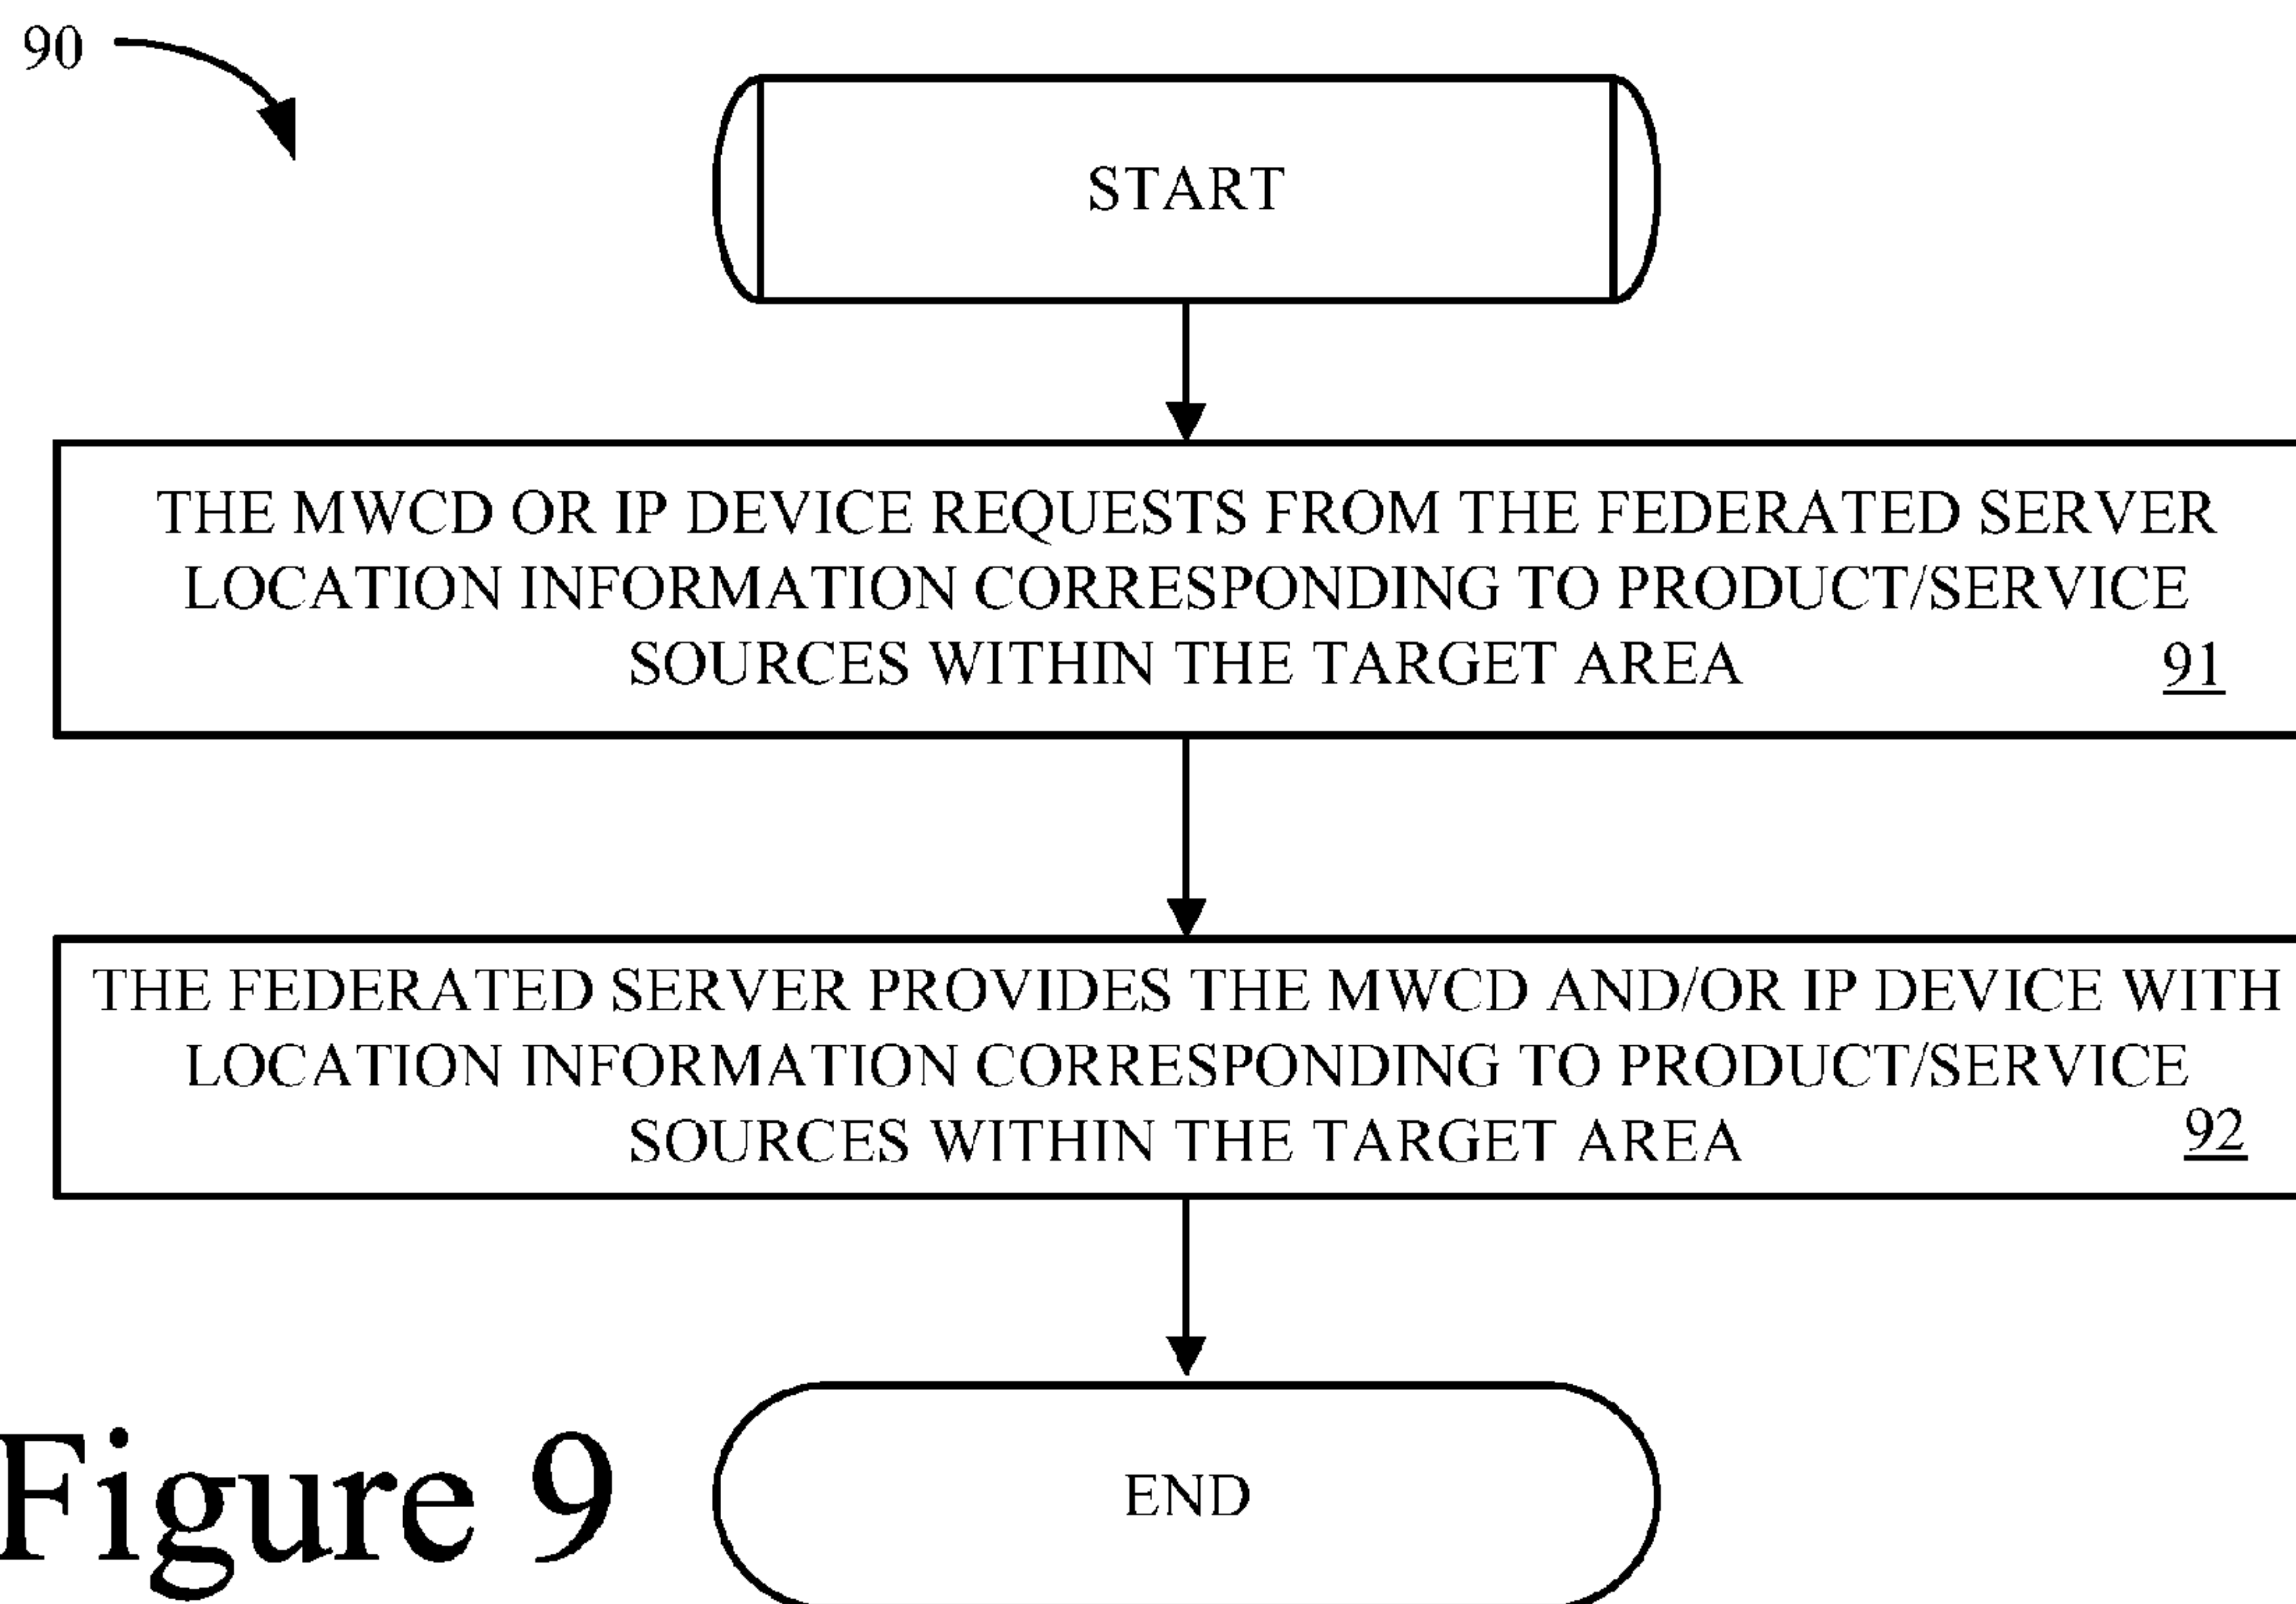 90
START
THE MWCD OR IP DEVICE REQUESTS FROM THE FEDERATED SERVER
LOCATION INFORMATION CORRESPONDING TO PRODUCT/SERVICE
SOURCES WITHIN THE TARGET AREA 91
THE FEDERATED SERVER PROVIDES THE MWCD AND/OR IP DEVICE WITH
LOCATION INFORMATION CORRESPONDING TO PRODUCT/SERVICE
SOURCES WITHIN THE TARGET AREA 92
END
Figure 9